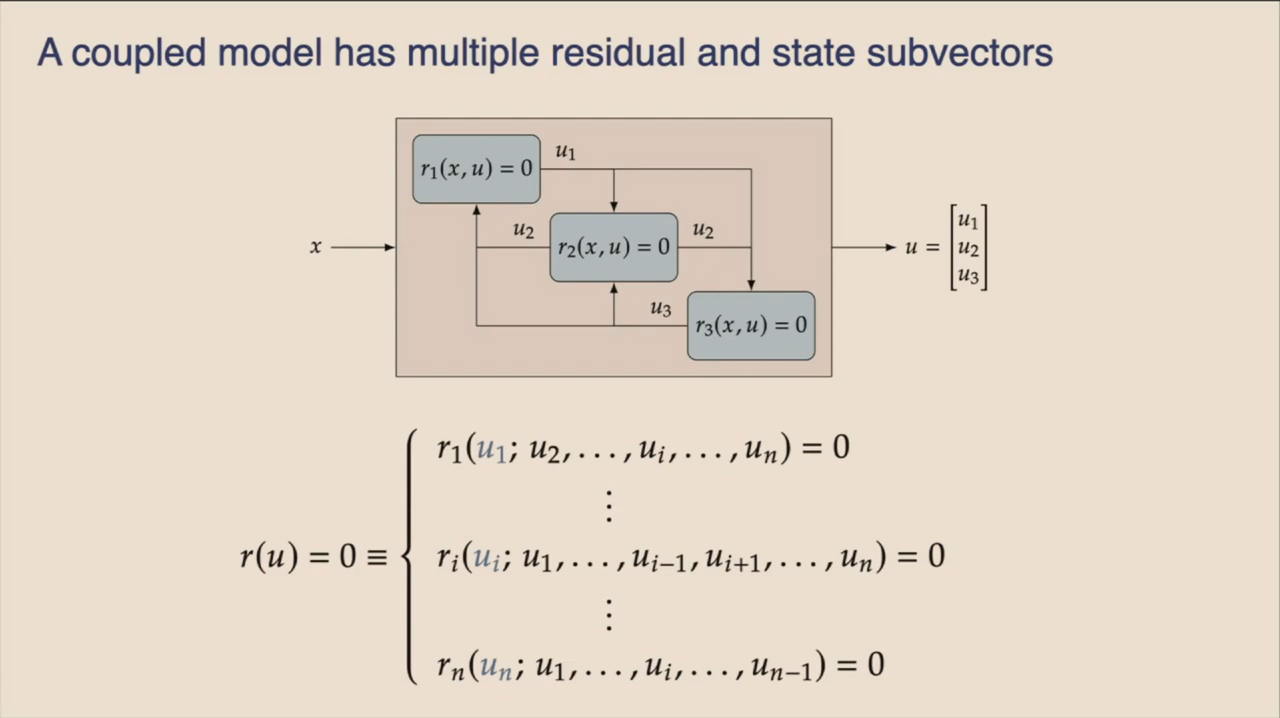 A coupled model has multiple residual and state subvectors
r₁(x, u) = 0
u₁
x
u₂
r₂(x, u) = 0
u₂
u =
u₁
u₂
u₃
u₃
r₃(x, u) = 0
r₁(u₁; u₂, . . . , uᵢ, . . . , uₙ) = 0
⋮
r(u) = 0 ≡
rᵢ(uᵢ; u₁, . . . , uᵢ₋₁, uᵢ₊₁, . . . , uₙ) = 0
⋮
rₙ(uₙ; u₁, . . . , uᵢ, . . . , uₙ₋₁) = 0